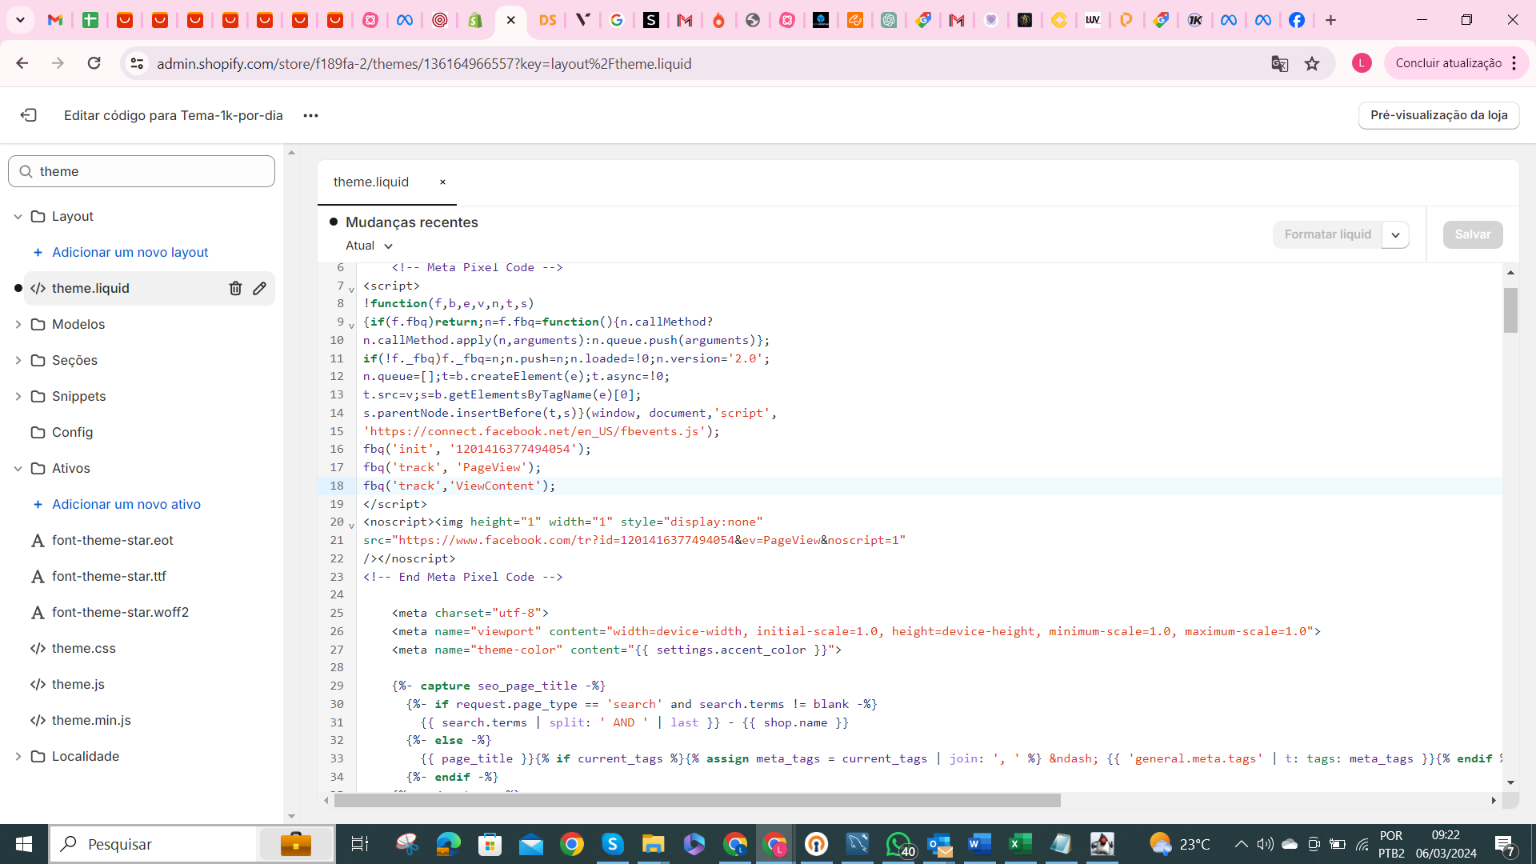 DS
S
LUV
1K
admin.shopify.com/store/f189fa-2/themes/136164966557?key=layout%2Ftheme.liquid
L
Concluir atualização
Editar código para Tema-1k-por-dia
Pré-visualização da loja
theme
Layout
Adicionar um novo layout
theme.liquid
Modelos
Seções
Snippets
Config
Ativos
Adicionar um novo ativo
font-theme-star.eot
font-theme-star.ttf
font-theme-star.woff2
theme.css
theme.js
theme.min.js
Localidade
theme.liquid
Mudanças recentes
Atual
Formatar liquid
Salvar
6 <!-- Meta Pixel Code -->
7 <script>
8 !function(f,b,e,v,n,t,s)
9 {if(f.fbq)return;n=f.fbq=function(){n.callMethod?
10 n.callMethod.apply(n,arguments):n.queue.push(arguments)};
11 if(!f._fbq)f._fbq=n;n.push=n;n.loaded=!0;n.version='2.0';
12 n.queue=[];t=b.createElement(e);t.async=!0;
13 t.src=v;s=b.getElementsByTagName(e)[0];
14 s.parentNode.insertBefore(t,s)}(window, document,'script',
15 'https://connect.facebook.net/en_US/fbevents.js');
16 fbq('init', '1201416377494054');
17 fbq('track', 'PageView');
18 fbq('track','ViewContent');
19 </script>
20 <noscript><img height="1" width="1" style="display:none"
21 src="https://www.facebook.com/tr?id=1201416377494054&ev=PageView&noscript=1"
22 /></noscript>
23 <!-- End Meta Pixel Code -->
24
25 <meta charset="utf-8">
26 <meta name="viewport" content="width=device-width, initial-scale=1.0, height=device-height, minimum-scale=1.0, maximum-scale=1.0">
27 <meta name="theme-color" content="{{ settings.accent_color }}">
28
29 {%- capture seo_page_title -%}
30 {%- if request.page_type == 'search' and search.terms != blank -%}
31 {{ search.terms | split: ' AND ' | last }} - {{ shop.name }}
32 {%- else -%}
33 {{ page_title }}{% if current_tags %}{% assign meta_tags = current_tags | join: ', ' %} &ndash; {{ 'general.meta.tags' | t: tags: meta_tags }}{% endif %
34 {%- endif -%}
Pesquisar
40
23°C
POR
PTB2
09:22
06/03/2024
7